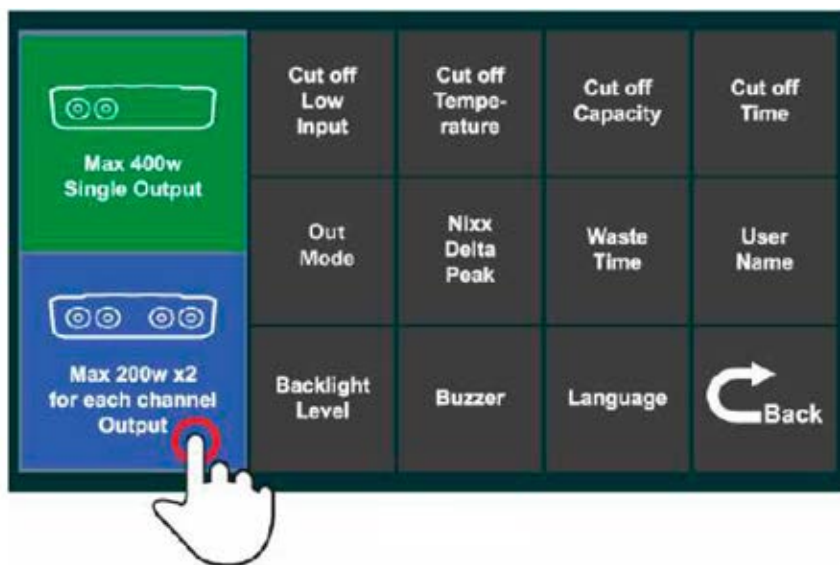 Max 400w
Single Output
Max 200w x2
for each channel
Output
Cut off
Low
Input
Cut off
Tempe-
rature
Cut off
Capacity
Cut off
Time
Out
Mode
Nixx
Delta
Peak
Waste
Time
User
Name
Backlight
Level
Buzzer
Language
Back